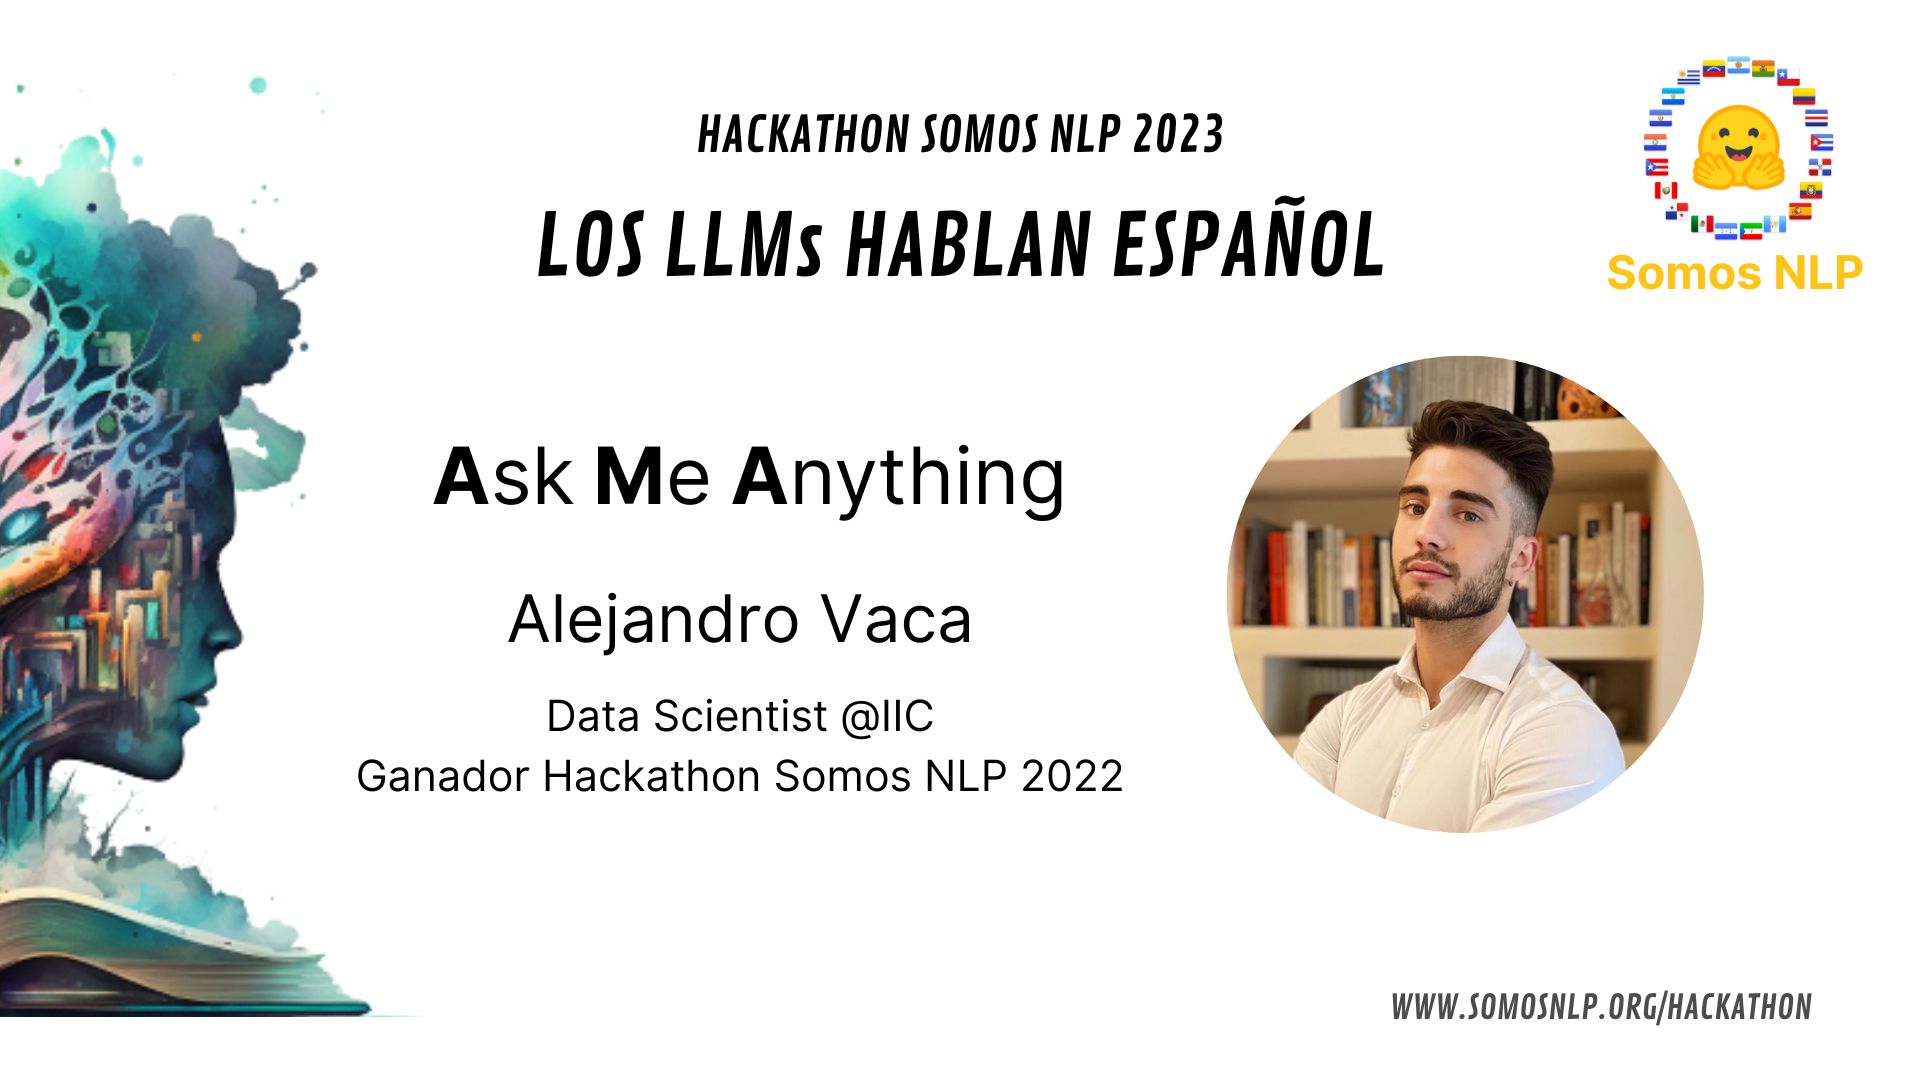 HACKATHON SOMOS NLP 2023
LOS LLMs HABLAN ESPAÑOL
Somos NLP
Ask Me Anything
Alejandro Vaca
Data Scientist @IIC
Ganador Hackathon Somos NLP 2022
WWW.SOMOSNLP.ORG/HACKATHON